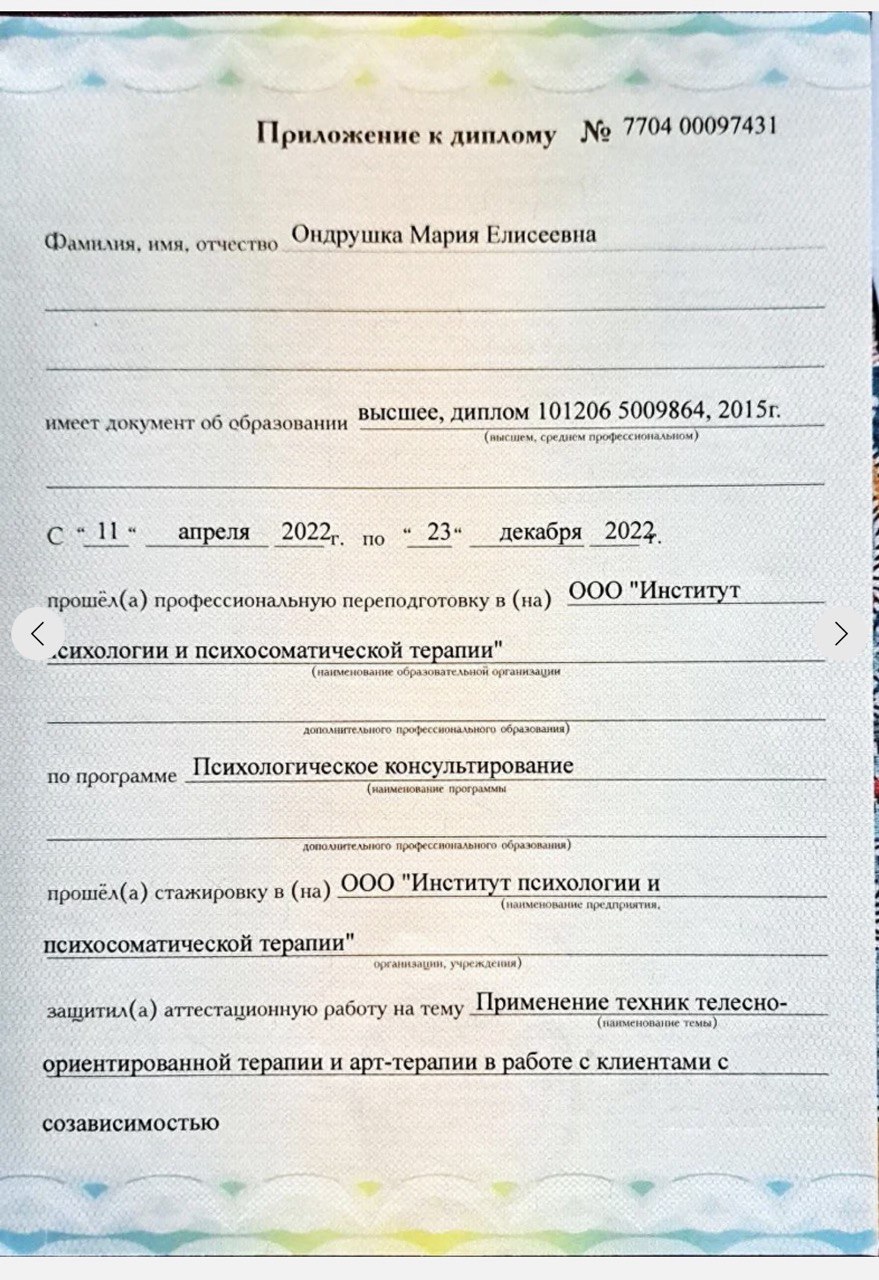 Приложение к диплому № 7704 00097431
Фамилия, имя, отчество Ондрушка Мария Елисеевна
имеет документ об образовании высшее, диплом 101206 5009864, 2015г.
(высшем, среднем профессиональном)
С “ 11 “ апреля 2022г. по “ 23 “ декабря 2022г.
прошёл(а) профессиональную переподготовку в (на) ООО "Институт
сихологии и психосоматической терапии"
(наименование образовательной организации
дополнительного профессионального образования)
по программе Психологическое консультирование
(наименование программы
дополнительного профессионального образования)
прошёл(а) стажировку в (на) ООО "Институт психологии и
(наименование предприятия,
психосоматической терапии"
организации, учреждения)
защитил(а) аттестационную работу на тему Применение техник телесно-
(наименование темы)
ориентированной терапии и арт-терапии в работе с клиентами с
созависимостью